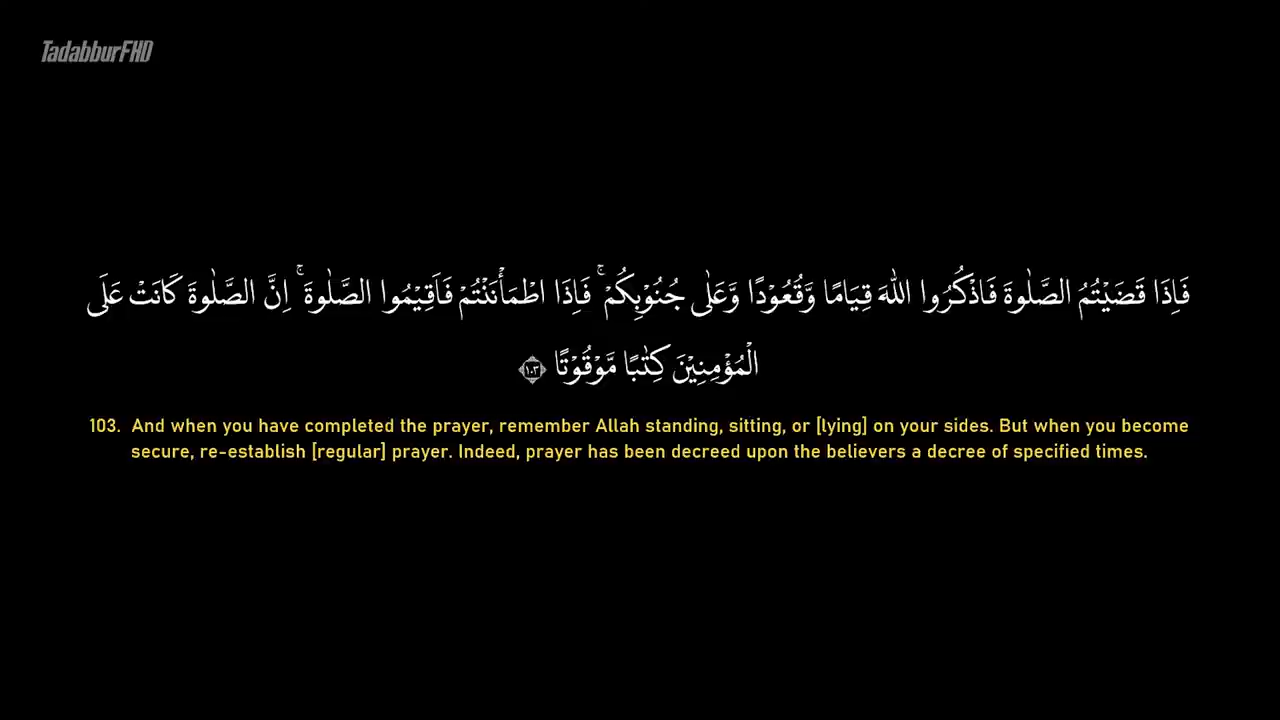 TadabburFHD
فَاِذَا قَضَيْتُمُ الصَّلٰوةَ فَاذْكُرُوا اللّٰهَ قِيَامًا وَّقُعُوْدًا وَّعَلٰى جُنُوْبِكُمْ ۚ فَاِذَا اطْمَأْنَنْتُمْ فَاَقِيْمُوا الصَّلٰوةَ ۚ اِنَّ الصَّلٰوةَ كَانَتْ عَلَى
الْمُؤْمِنِيْنَ كِتٰبًا مَّوْقُوْتًا ١٠٣
103. And when you have completed the prayer, remember Allah standing, sitting, or [lying] on your sides. But when you become
secure, re-establish [regular] prayer. Indeed, prayer has been decreed upon the believers a decree of specified times.